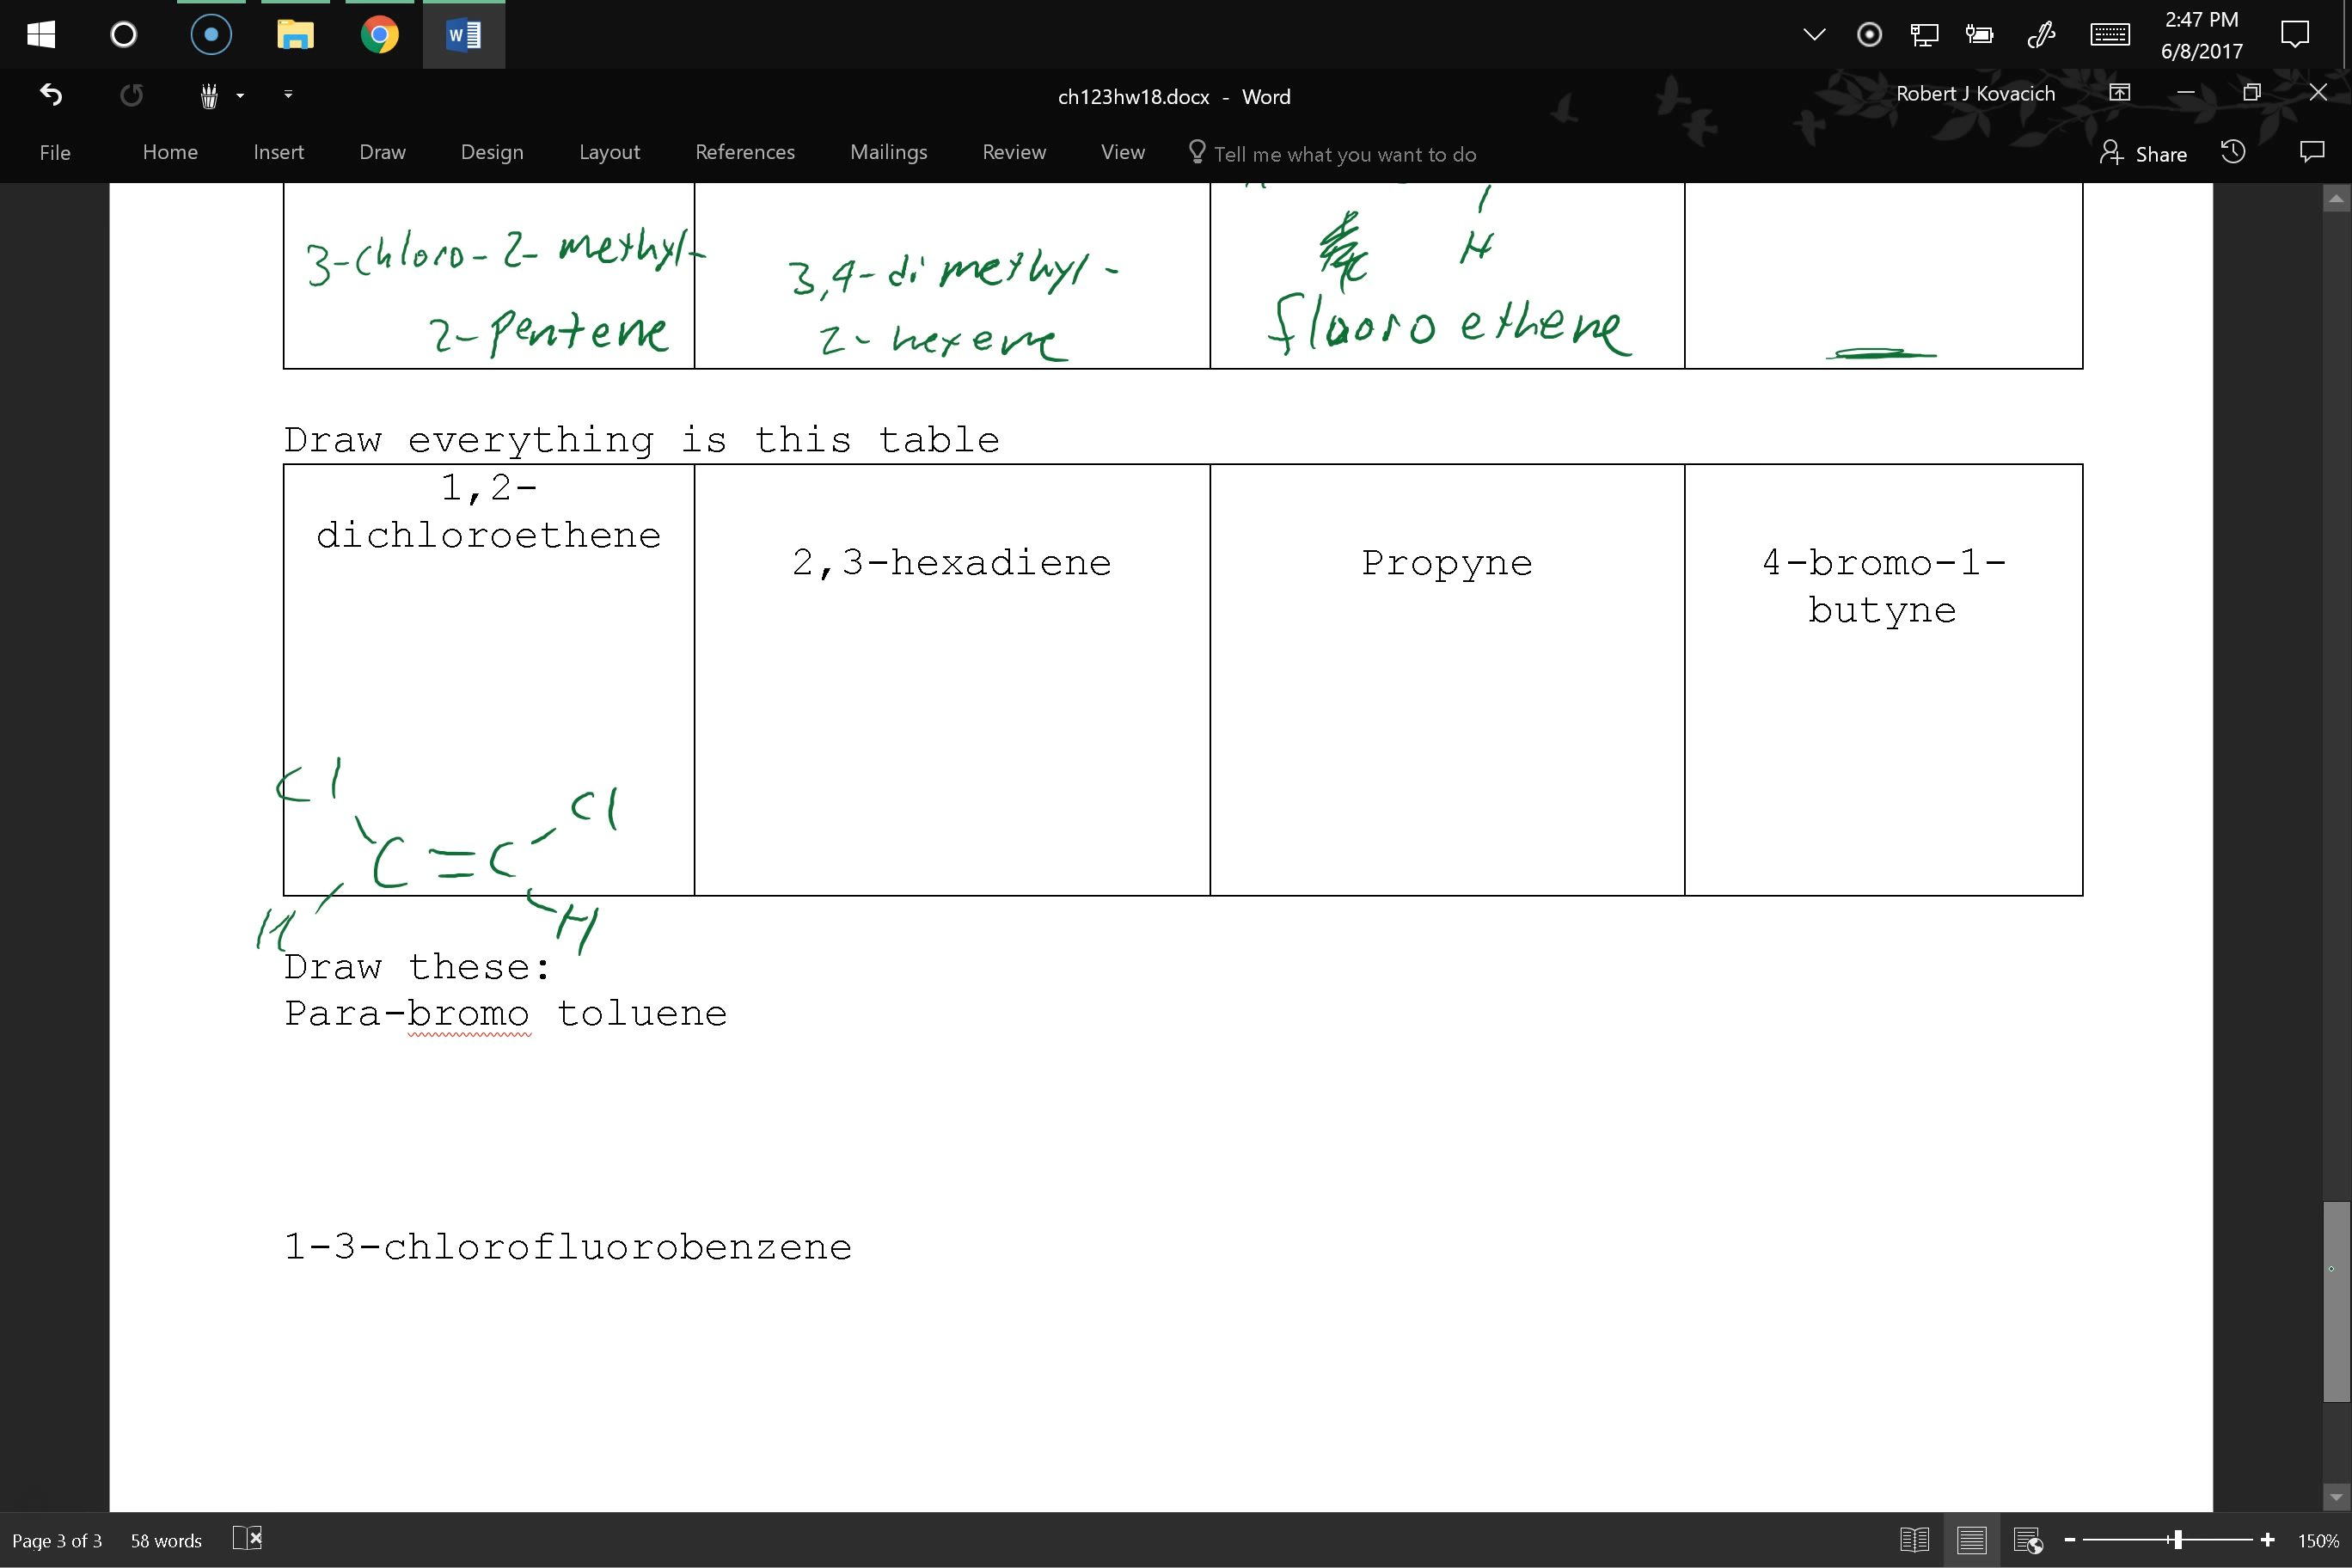 2:47 PM
6/8/2017
ch123hw18.docx - Word
Robert J Kovacich
File Home Insert Draw Design Layout References Mailings Review View Tell me what you want to do Share
3-chloro-2-methyl-
2-Pentene
3,4-dimethyl-
2-hexene
H
fluoro ethene
Draw everything is this table
1,2-
dichloroethene
2,3-hexadiene
Propyne
4-bromo-1-
butyne
Cl Cl
C=C
H H
Draw these:
Para-bromo toluene
1-3-chlorofluorobenzene
Page 3 of 3 58 words 150%